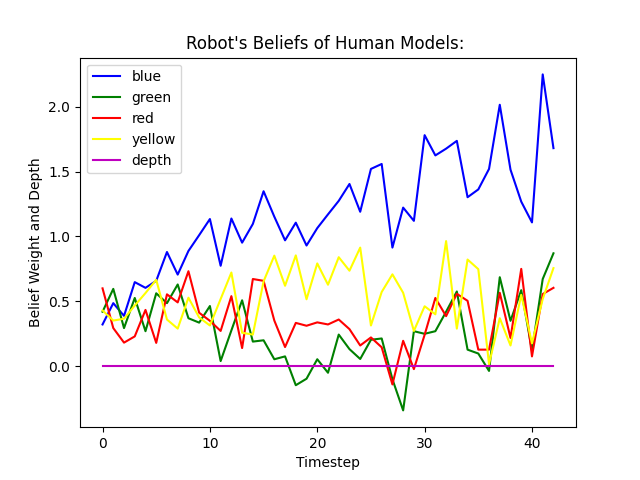 Robot's Beliefs of Human Models:
blue
green
red
yellow
depth
Belief Weight and Depth
2.0
1.5
1.0
0.5
0.0
0 10 20 30 40
Timestep